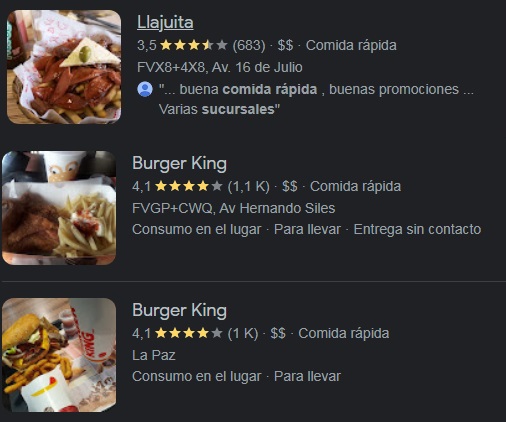 Llajuita
3,5 ★★★★★ (683) · $$ · Comida rápida
FVX8+4X8, Av. 16 de Julio
"... buena comida rápida , buenas promociones ...
Varias sucursales"
Burger King
4,1 ★★★★★ (1,1 K) · $$ · Comida rápida
FVGP+CWQ, Av Hernando Siles
Consumo en el lugar · Para llevar · Entrega sin contacto
Burger King
4,1 ★★★★★ (1 K) · $$ · Comida rápida
La Paz
Consumo en el lugar · Para llevar
KING